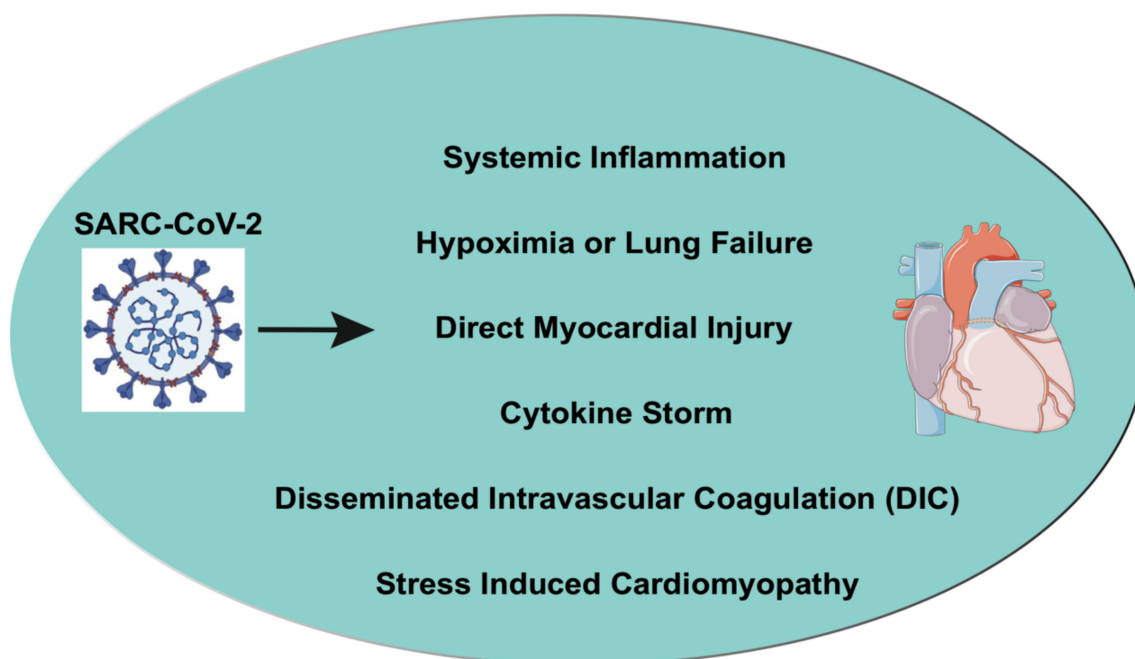 Systemic Inflammation
SARC-CoV-2
Hypoximia or Lung Failure
Direct Myocardial Injury
Cytokine Storm
Disseminated Intravascular Coagulation (DIC)
Stress Induced Cardiomyopathy